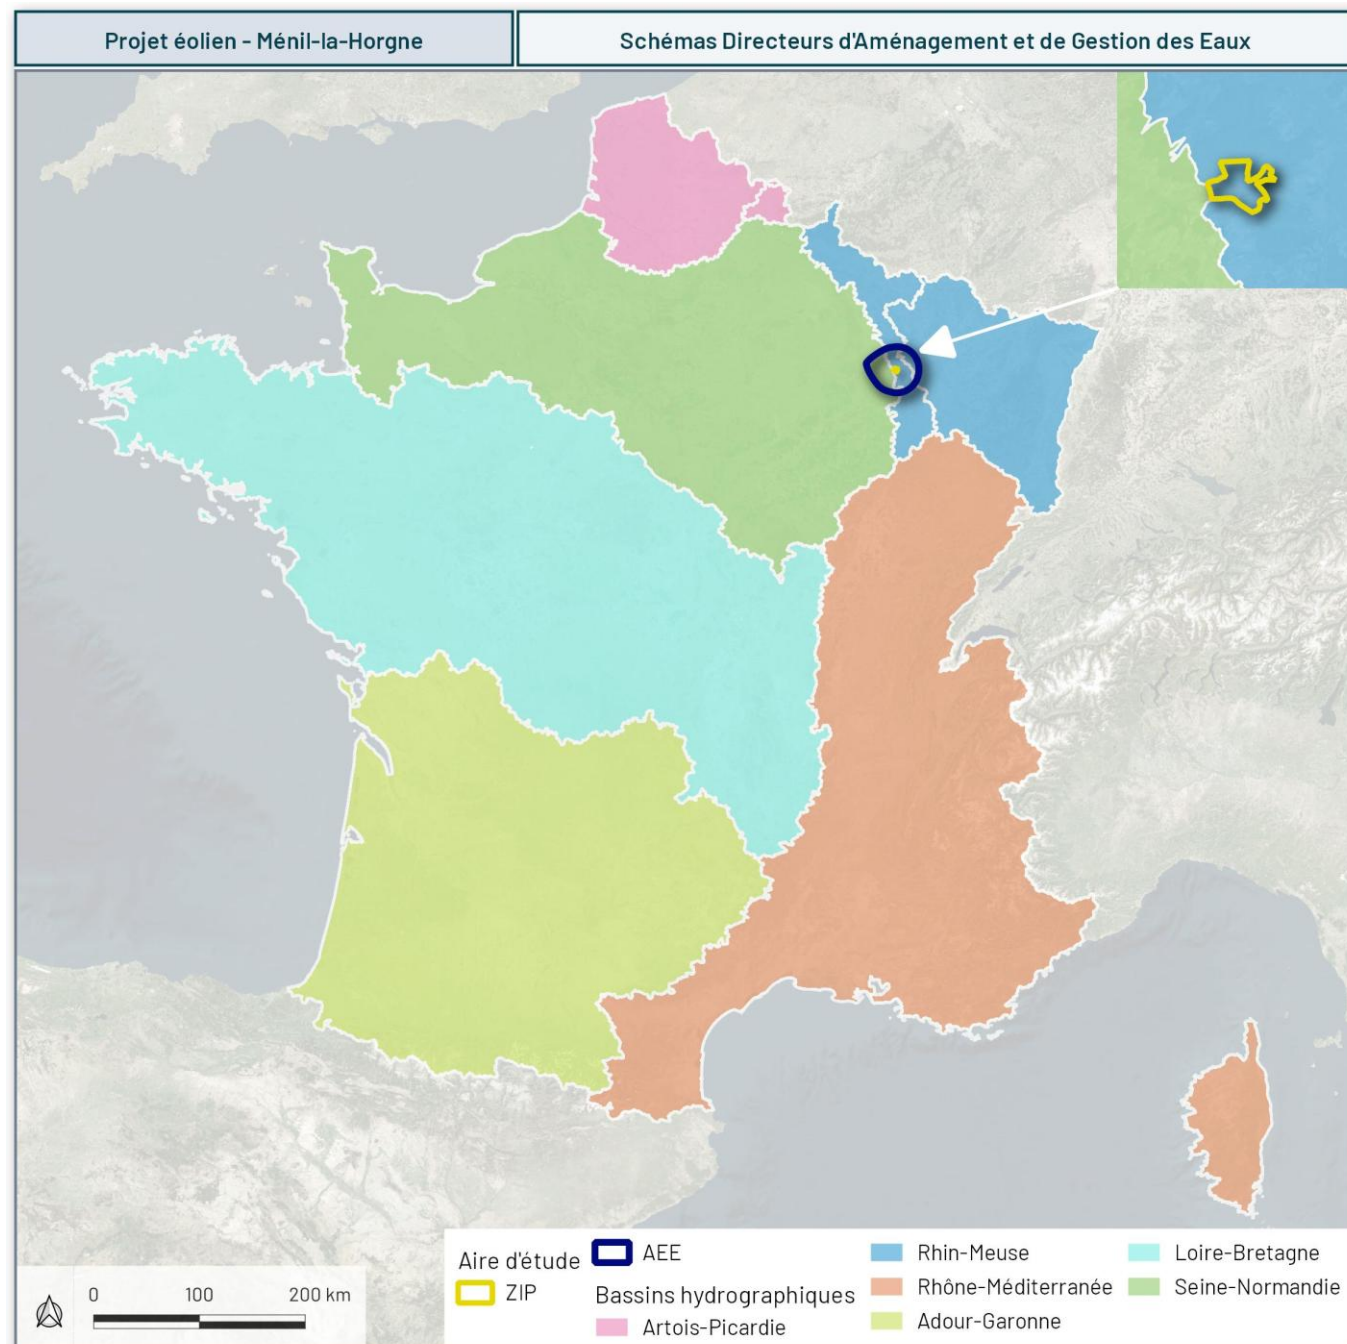 Projet éolien - Ménil-la-Horgne
Schémas Directeurs d'Aménagement et de Gestion des Eaux
0 100 200 km
Aire d'étude
ZIP
AEE
Bassins hydrographiques
Artois-Picardie
Rhin-Meuse
Rhône-Méditerranée
Adour-Garonne
Loire-Bretagne
Seine-Normandie